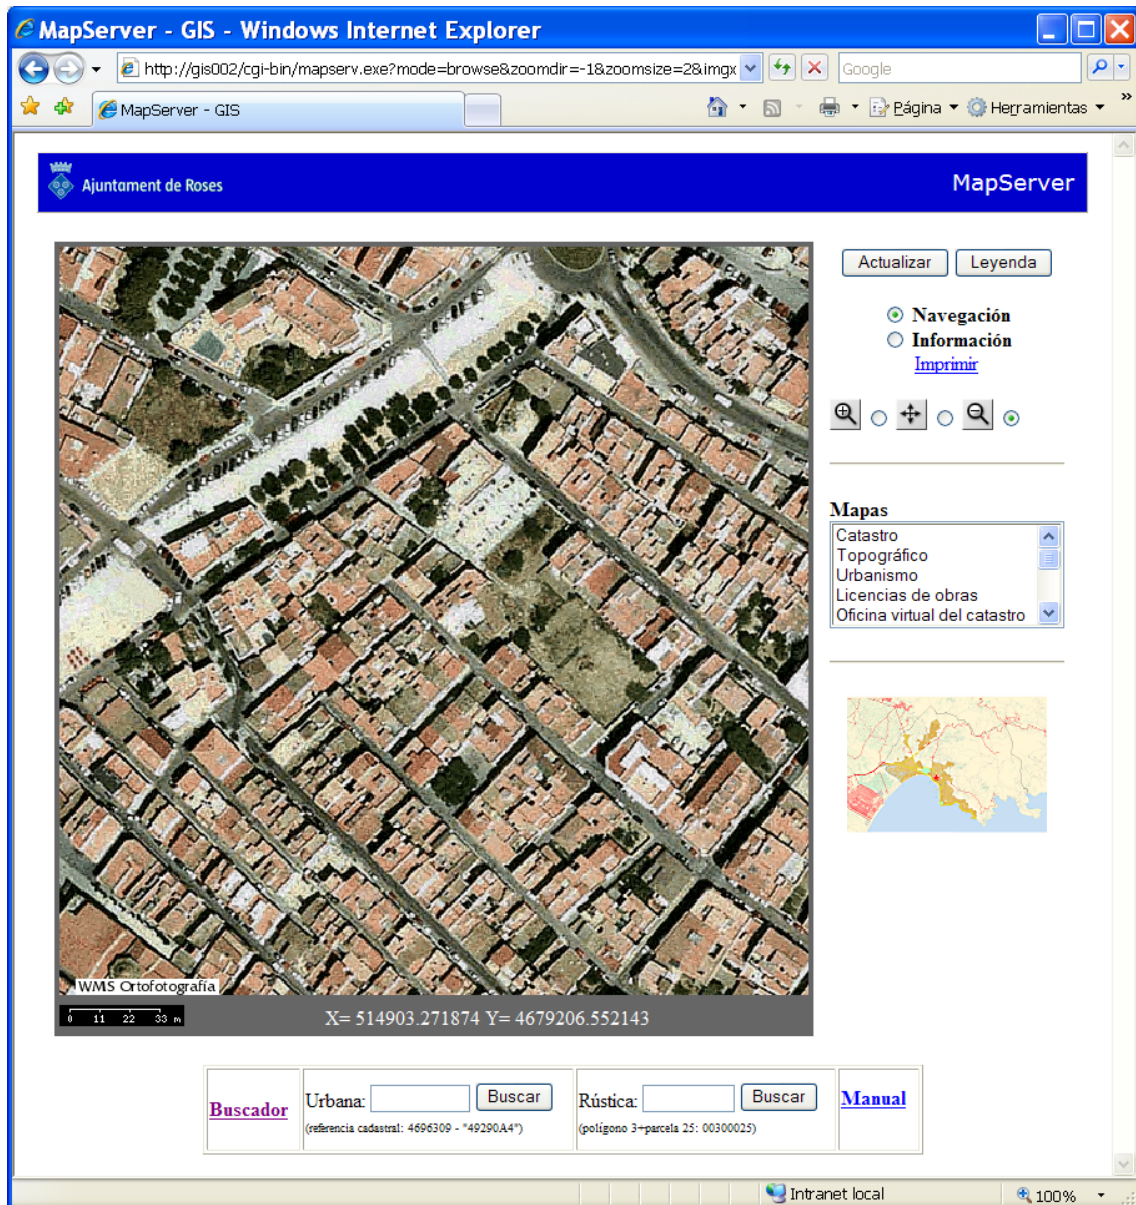 MapServer - GIS - Windows Internet Explorer
http://gis002/cgi-bin/mapserv.exe?mode=browse&zoomdir=-1&zoomsize=2&imgx
Google
MapServer - GIS
Página
Herramientas
»
Ajuntament de Roses
MapServer
Actualizar
Leyenda
Navegación
Información
Imprimir
Mapas
Catastro
Topográfico
Urbanismo
Licencias de obras
Oficina virtual del catastro
WMS Ortofotografía
0 11 22 33 m
X= 514903.271874 Y= 4679206.552143
Buscador
Urbana:
Buscar
(referencia cadastral: 4696309 - "49290A4")
Rústica:
Buscar
(polígono 3+parcela 25: 00300025)
Manual
Intranet local
100%